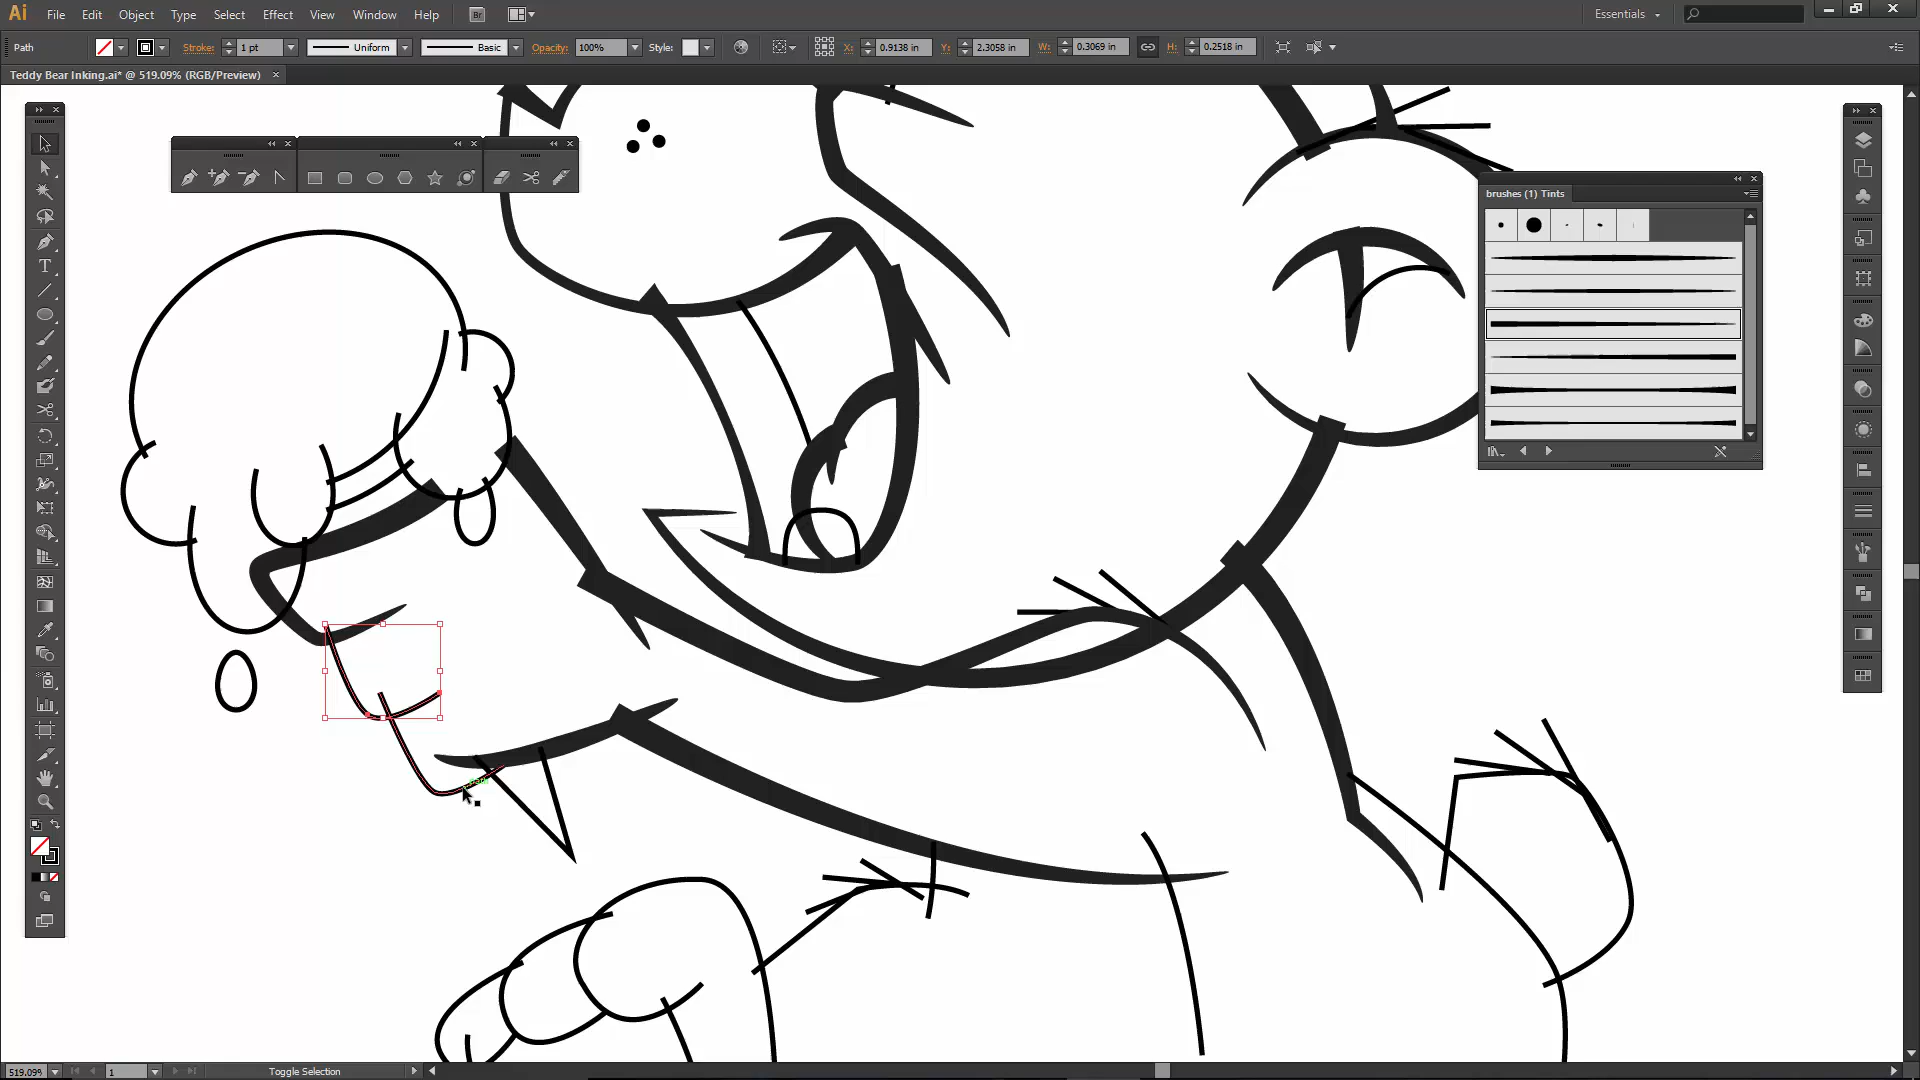 Ai File Edit Object Type Select Effect View Window Help Br Essentials
Path Stroke: 1 pt Uniform Basic Opacity: 100% Style: X: 0.9138 in Y: 2.3058 in W: 0.3069 in H: 0.2518 in
Teddy Bear Inking.ai* @ 519.09% (RGB/Preview)
brushes (1) Tints
519.09% 1 Toggle Selection